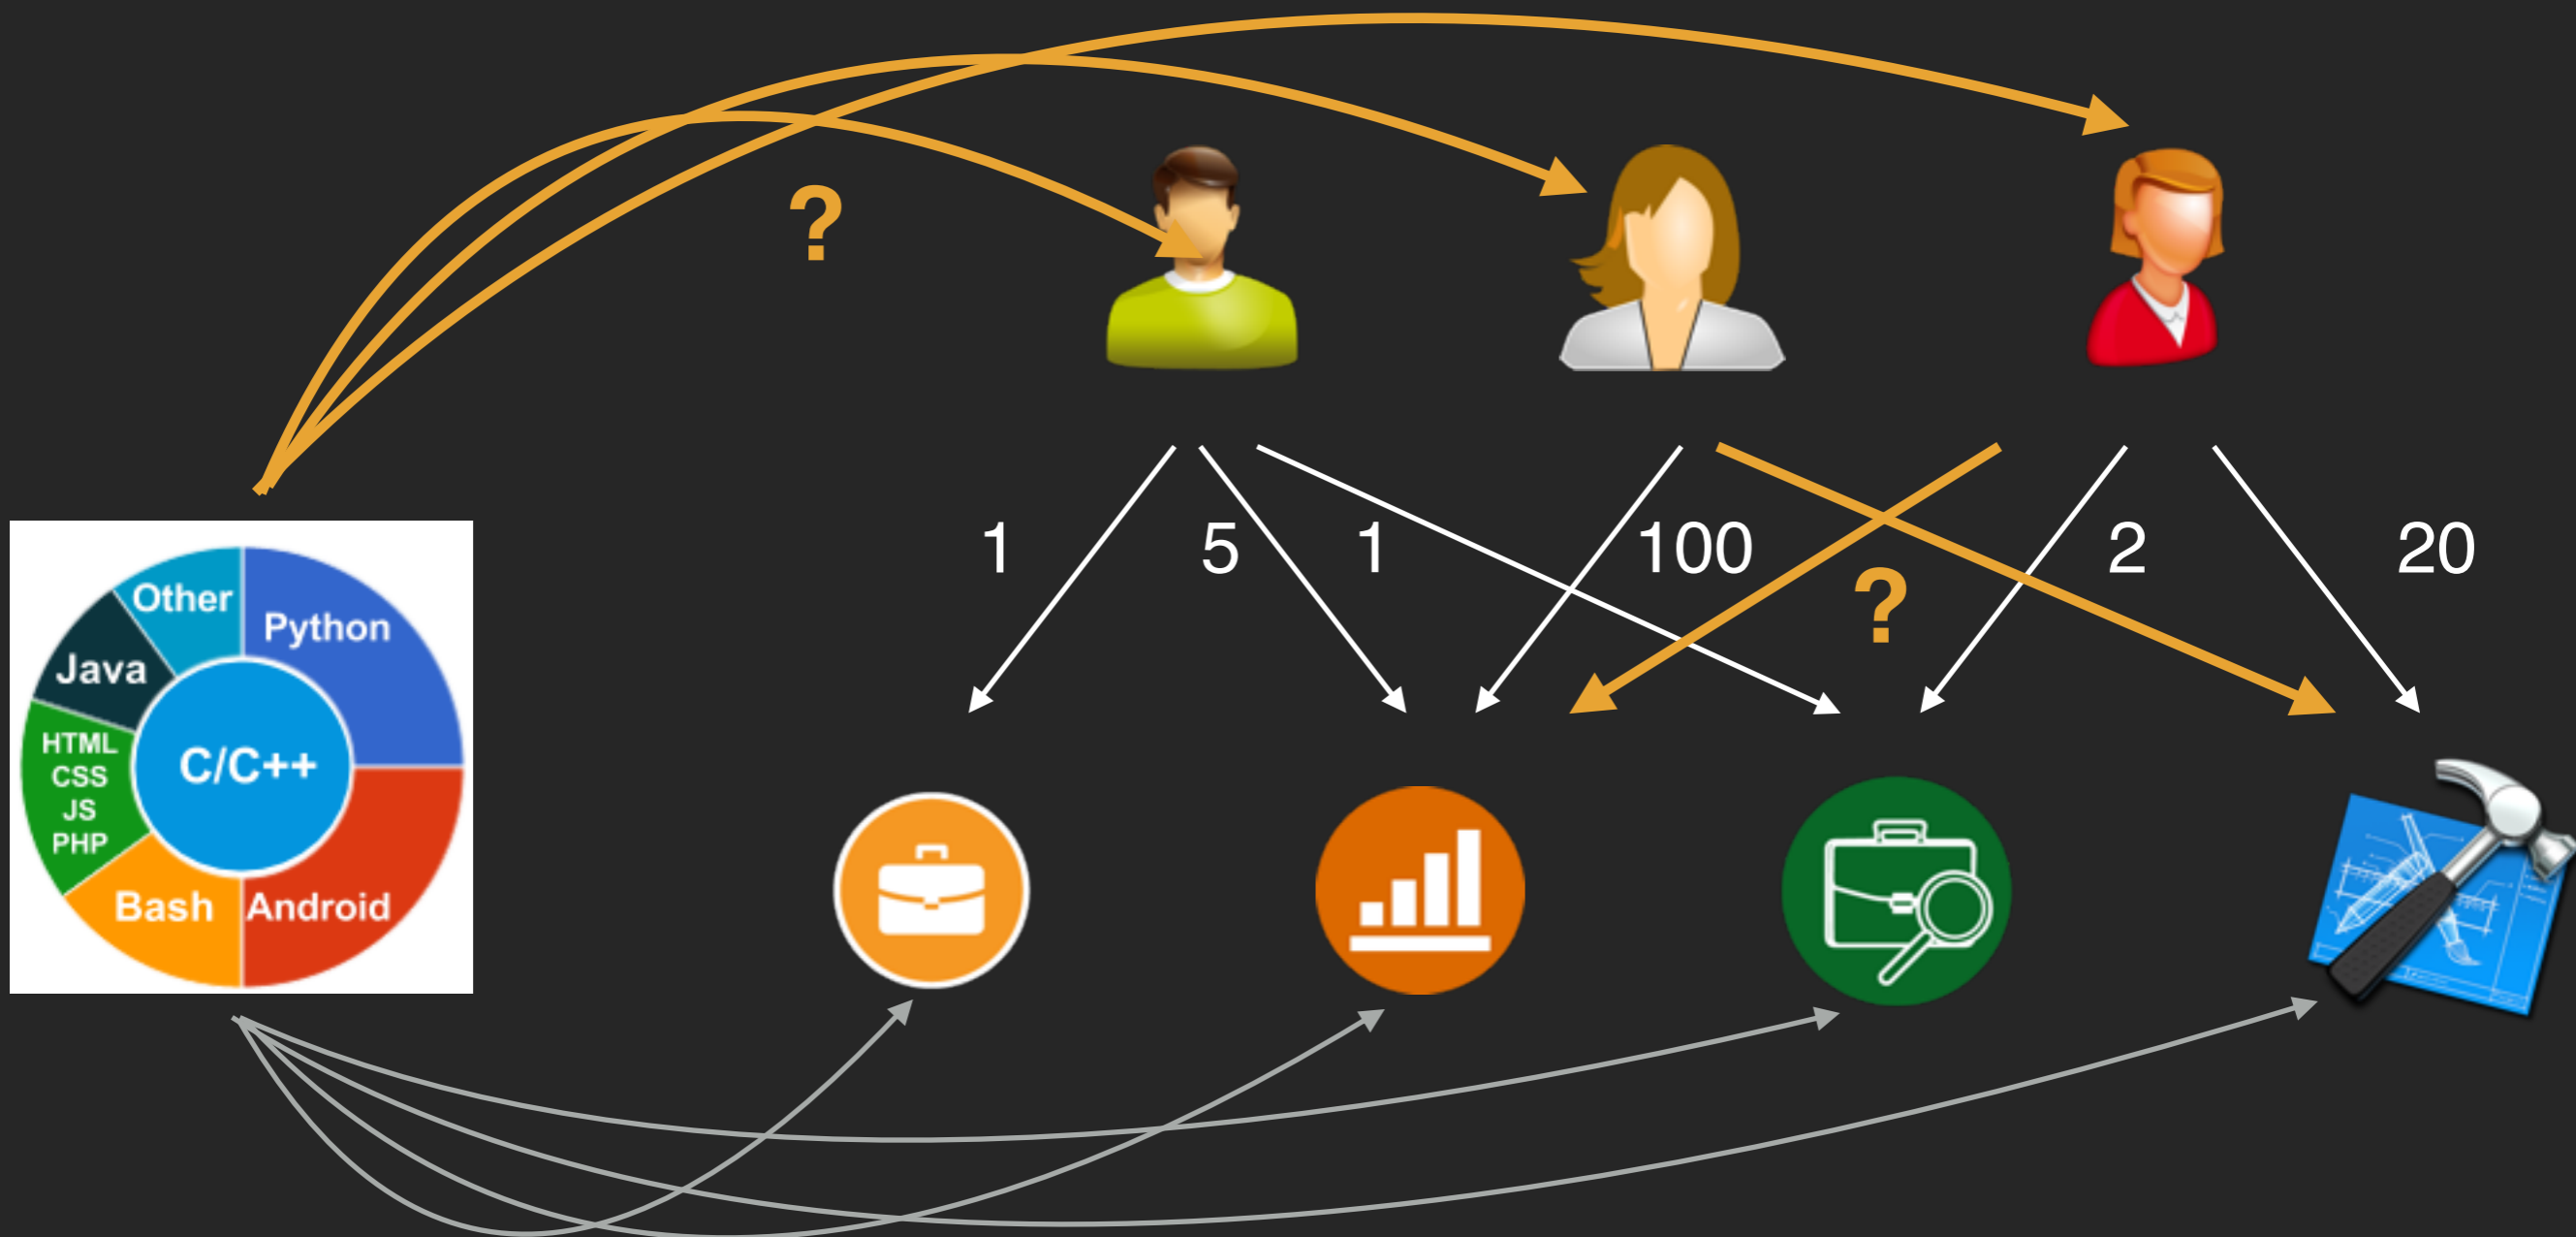 ?
1
5
1
100
?
2
20
Other
Python
Java
HTML
CSS
JS
PHP
C/C++
Bash
Android